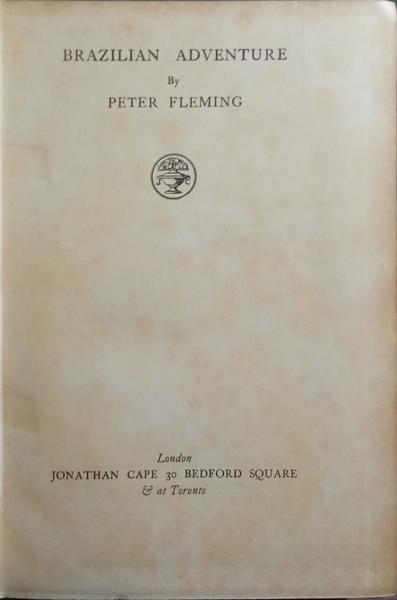 BRAZILIAN ADVENTURE
By
PETER FLEMING
J C
London
JONATHAN CAPE 30 BEDFORD SQUARE
& at Toronto